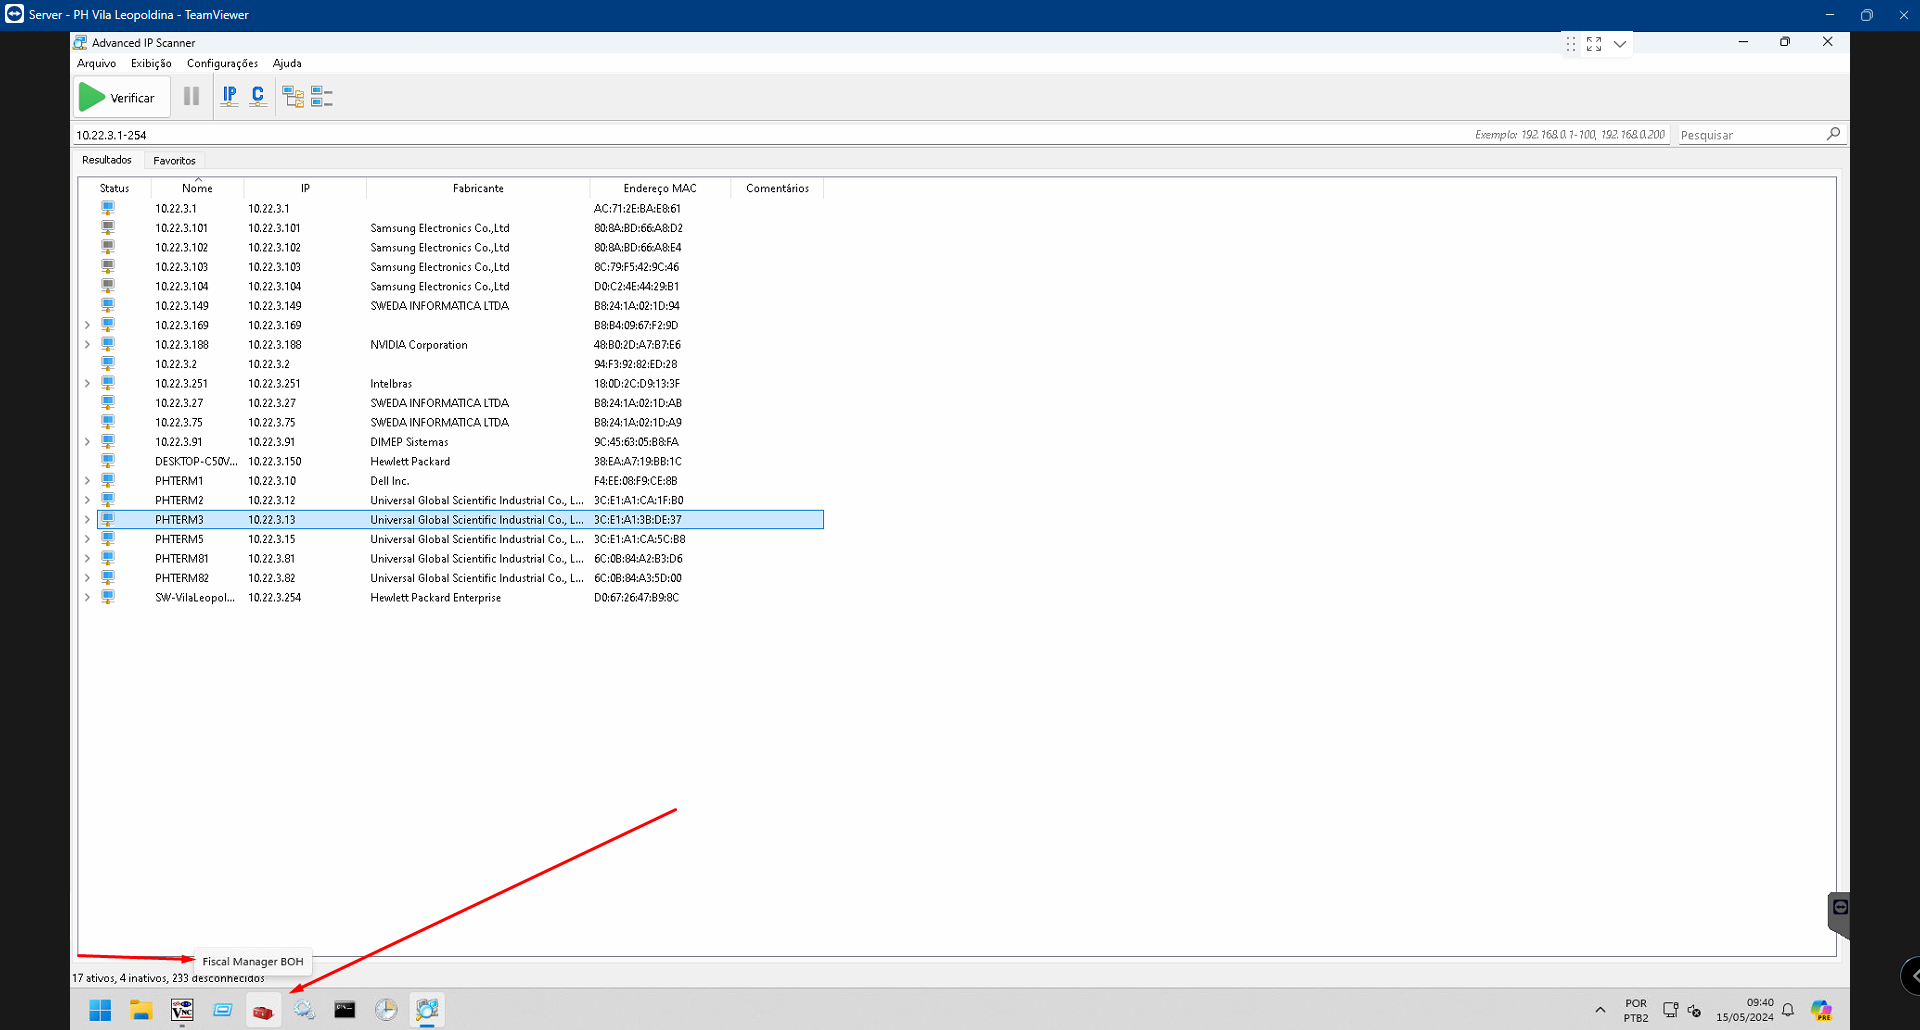 Server - PH Vila Leopoldina - TeamViewer
Advanced IP Scanner
Arquivo Exibição Configurações Ajuda
Verificar IP C
10.22.3.1-254 Exemplo: 192.168.0.1-100, 192.168.0.200 Pesquisar
Resultados Favoritos
Status Nome IP Fabricante Endereço MAC Comentários
10.22.3.1 10.22.3.1 AC:71:2E:BA:E8:61
10.22.3.101 10.22.3.101 Samsung Electronics Co.,Ltd 80:8A:BD:66:A8:D2
10.22.3.102 10.22.3.102 Samsung Electronics Co.,Ltd 80:8A:BD:66:A8:E4
10.22.3.103 10.22.3.103 Samsung Electronics Co.,Ltd 8C:79:F5:42:9C:46
10.22.3.104 10.22.3.104 Samsung Electronics Co.,Ltd D0:C2:4E:44:29:B1
10.22.3.149 10.22.3.149 SWEDA INFORMATICA LTDA B8:24:1A:02:1D:94
10.22.3.169 10.22.3.169 B8:B4:09:67:F2:9D
10.22.3.188 10.22.3.188 NVIDIA Corporation 48:B0:2D:A7:B7:E6
10.22.3.2 10.22.3.2 94:F3:92:82:ED:28
10.22.3.251 10.22.3.251 Intelbras 18:0D:2C:D9:13:3F
10.22.3.27 10.22.3.27 SWEDA INFORMATICA LTDA B8:24:1A:02:1D:AB
10.22.3.75 10.22.3.75 SWEDA INFORMATICA LTDA B8:24:1A:02:1D:A9
10.22.3.91 10.22.3.91 DIMEP Sistemas 9C:45:63:05:B8:FA
DESKTOP-C50V... 10.22.3.150 Hewlett Packard 38:EA:A7:19:BB:1C
PHTERM1 10.22.3.10 Dell Inc. F4:EE:08:F9:CE:8B
PHTERM2 10.22.3.12 Universal Global Scientific Industrial Co., L... 3C:E1:A1:CA:1F:B0
PHTERM3 10.22.3.13 Universal Global Scientific Industrial Co., L... 3C:E1:A1:3B:DE:37
PHTERM5 10.22.3.15 Universal Global Scientific Industrial Co., L... 3C:E1:A1:CA:5C:B8
PHTERM81 10.22.3.81 Universal Global Scientific Industrial Co., L... 6C:0B:84:A2:B3:D6
PHTERM82 10.22.3.82 Universal Global Scientific Industrial Co., L... 6C:0B:84:A3:5D:00
SW-VilaLeopol... 10.22.3.254 Hewlett Packard Enterprise D0:67:26:47:B9:8C
Fiscal Manager BOH
17 ativos, 4 inativos, 233 desconhecidos
VNC
POR
PTB2
09:40
15/05/2024
PRE